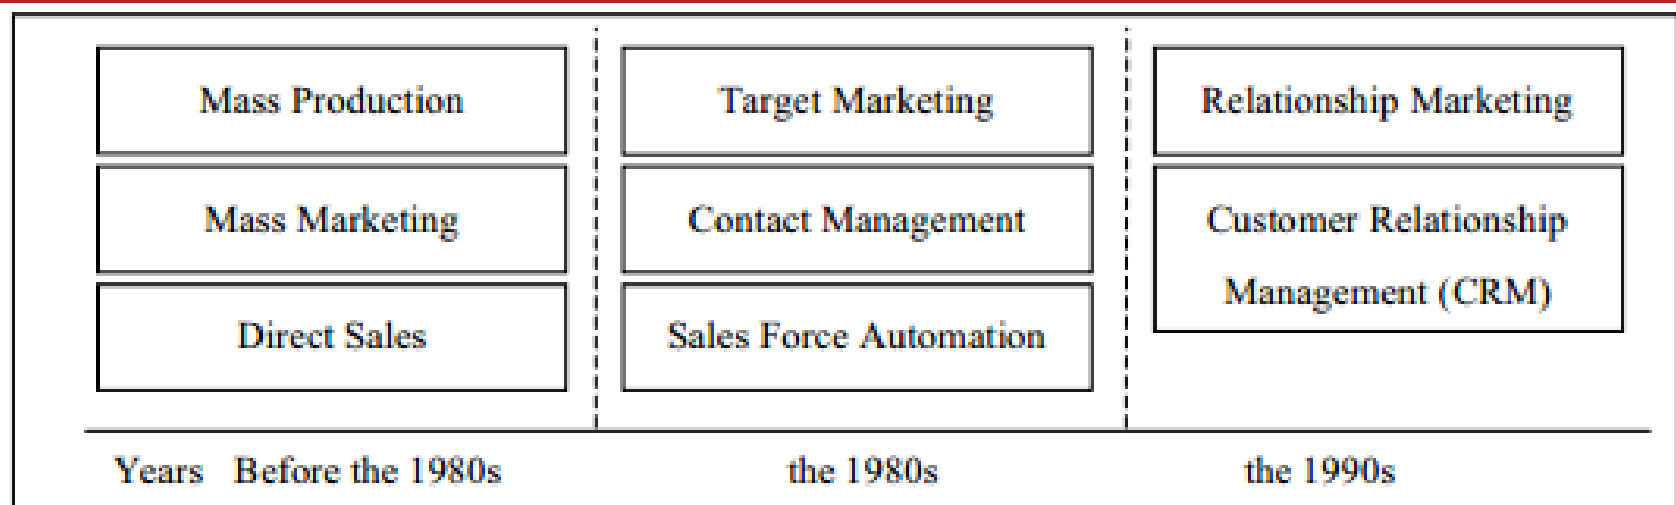 Mass Production
Mass Marketing
Direct Sales
Target Marketing
Contact Management
Sales Force Automation
Relationship Marketing
Customer Relationship
Management (CRM)
Years Before the 1980s
the 1980s
the 1990s